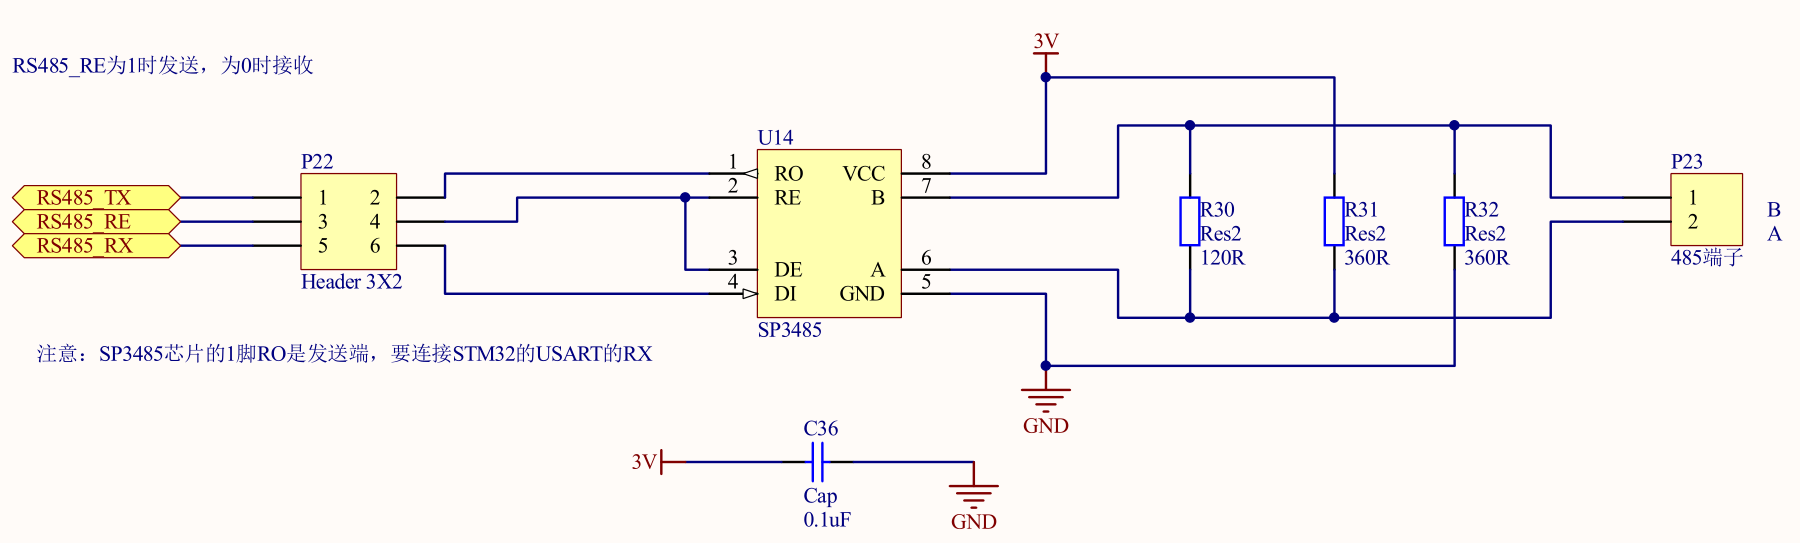 3V
RS485_RE为1时发送，为0时接收
U14
P22
1 RO VCC 8
2 RE B 7
P23
RS485_TX 1 2
RS485_RE 3 4
RS485_RX 5 6
Header 3X2
3 DE A 6
4 DI GND 5
SP3485
R30
Res2
120R
R31
Res2
360R
R32
Res2
360R
1
2
B
A
485端子
注意：SP3485芯片的1脚RO是发送端，要连接STM32的USART的RX
GND
C36
3V
Cap
0.1uF
GND